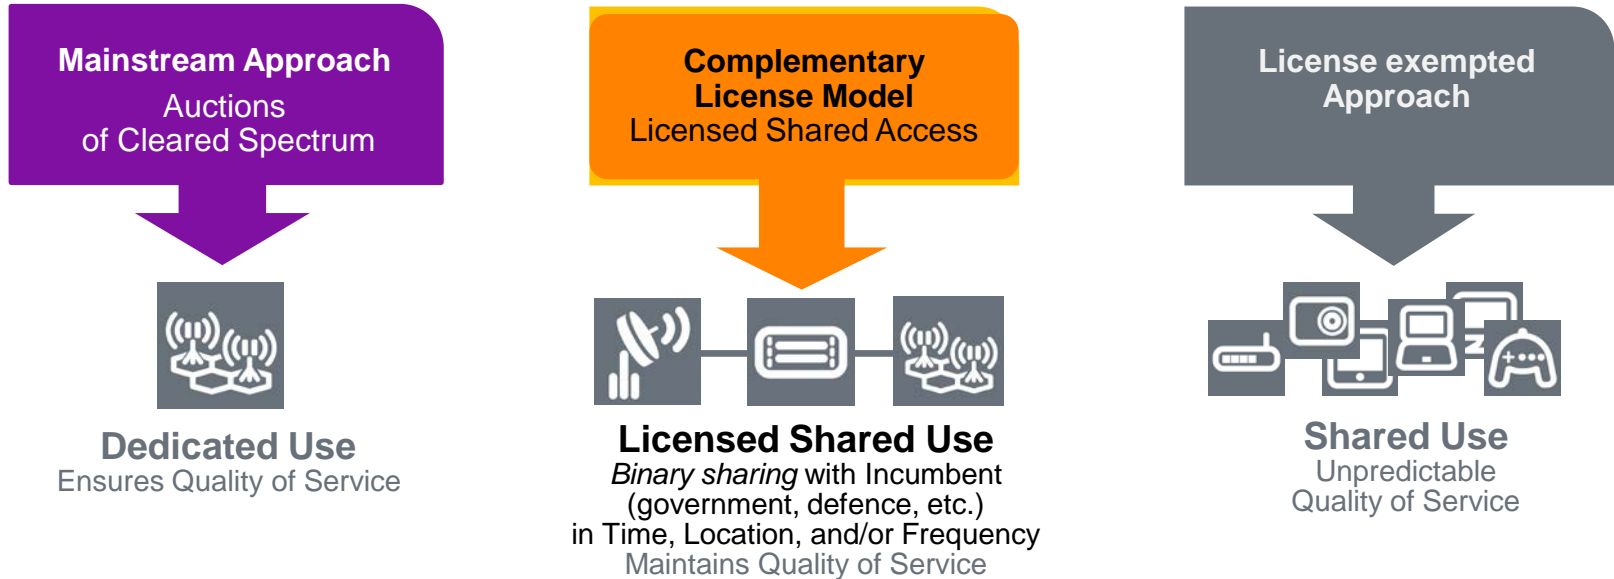 Mainstream Approach
Auctions
of Cleared Spectrum
Complementary
License Model
Licensed Shared Access
License exempted
Approach
Dedicated Use
Ensures Quality of Service
Licensed Shared Use
Binary sharing with Incumbent
(government, defence, etc.)
in Time, Location, and/or Frequency
Maintains Quality of Service
Shared Use
Unpredictable
Quality of Service